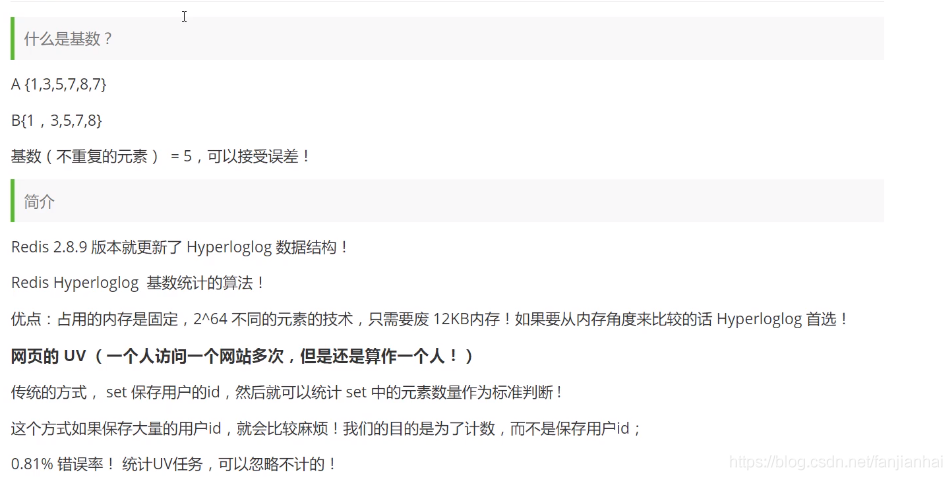 什么是基数？
A {1,3,5,7,8,7}
B{1，3,5,7,8}
基数（不重复的元素） = 5，可以接受误差！
简介
Redis 2.8.9 版本就更新了 Hyperloglog 数据结构！
Redis Hyperloglog 基数统计的算法！
优点：占用的内存是固定，2^64 不同的元素的技术，只需要废 12KB内存！如果要从内存角度来比较的话 Hyperloglog 首选！
网页的 UV （一个人访问一个网站多次，但是还是算作一个人！）
传统的方式， set 保存用户的id，然后就可以统计 set 中的元素数量作为标准判断！
这个方式如果保存大量的用户id，就会比较麻烦！我们的目的是为了计数，而不是保存用户id；
0.81% 错误率！ 统计UV任务，可以忽略不计的！
https://blog.csdn.net/fanjianhai